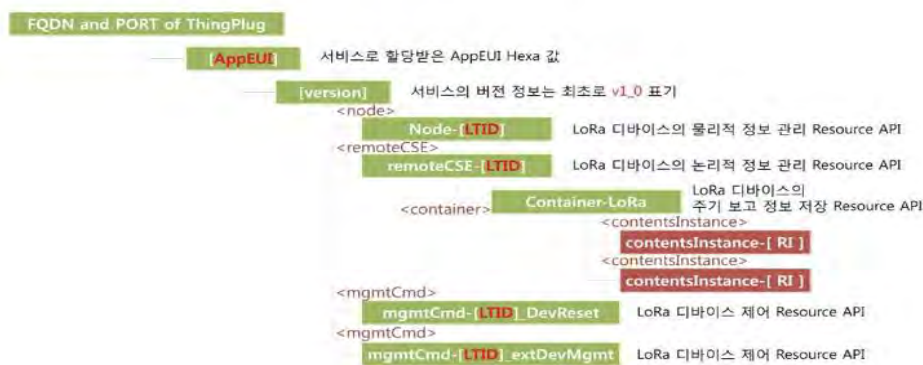 FQDN and PORT of ThingPlug
[AppEUI] 서비스로 할당받은 AppEUI Hexa 값
[version] 서비스의 버전 정보는 최초로 v1_0 표기
<node>
Node-[LTID] LoRa 디바이스의 물리적 정보 관리 Resource API
<remoteCSE>
remoteCSE-[LTID] LoRa 디바이스의 논리적 정보 관리 Resource API
<container> Container-LoRa LoRa 디바이스의
주기 보고 정보 저장 Resource API
<contentsInstance>
contentsInstance-[ RI ]
<contentsInstance>
contentsInstance-[ RI ]
<mgmtCmd>
mgmtCmd-[LTID]_DevReset LoRa 디바이스 제어 Resource API
<mgmtCmd>
mgmtCmd-[LTID]_extDevMgmt LoRa 디바이스 제어 Resource API